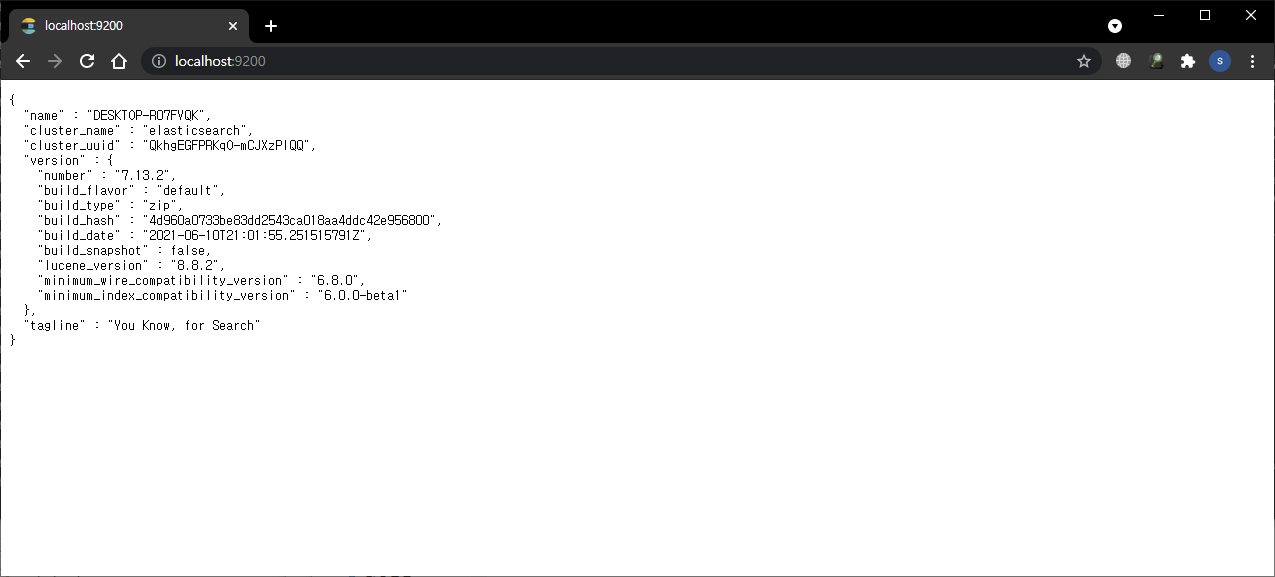 localhost:9200
localhost:9200
{
  "name" : "DESKTOP-RO7FVQK",
  "cluster_name" : "elasticsearch",
  "cluster_uuid" : "QkhgEGFPRKqO-mCJXzPlQQ",
  "version" : {
    "number" : "7.13.2",
    "build_flavor" : "default",
    "build_type" : "zip",
    "build_hash" : "4d960a0733be83dd2543ca018aa4ddc42e956800",
    "build_date" : "2021-06-10T21:01:55.251515791Z",
    "build_snapshot" : false,
    "lucene_version" : "8.8.2",
    "minimum_wire_compatibility_version" : "6.8.0",
    "minimum_index_compatibility_version" : "6.0.0-beta1"
  },
  "tagline" : "You Know, for Search"
}
S